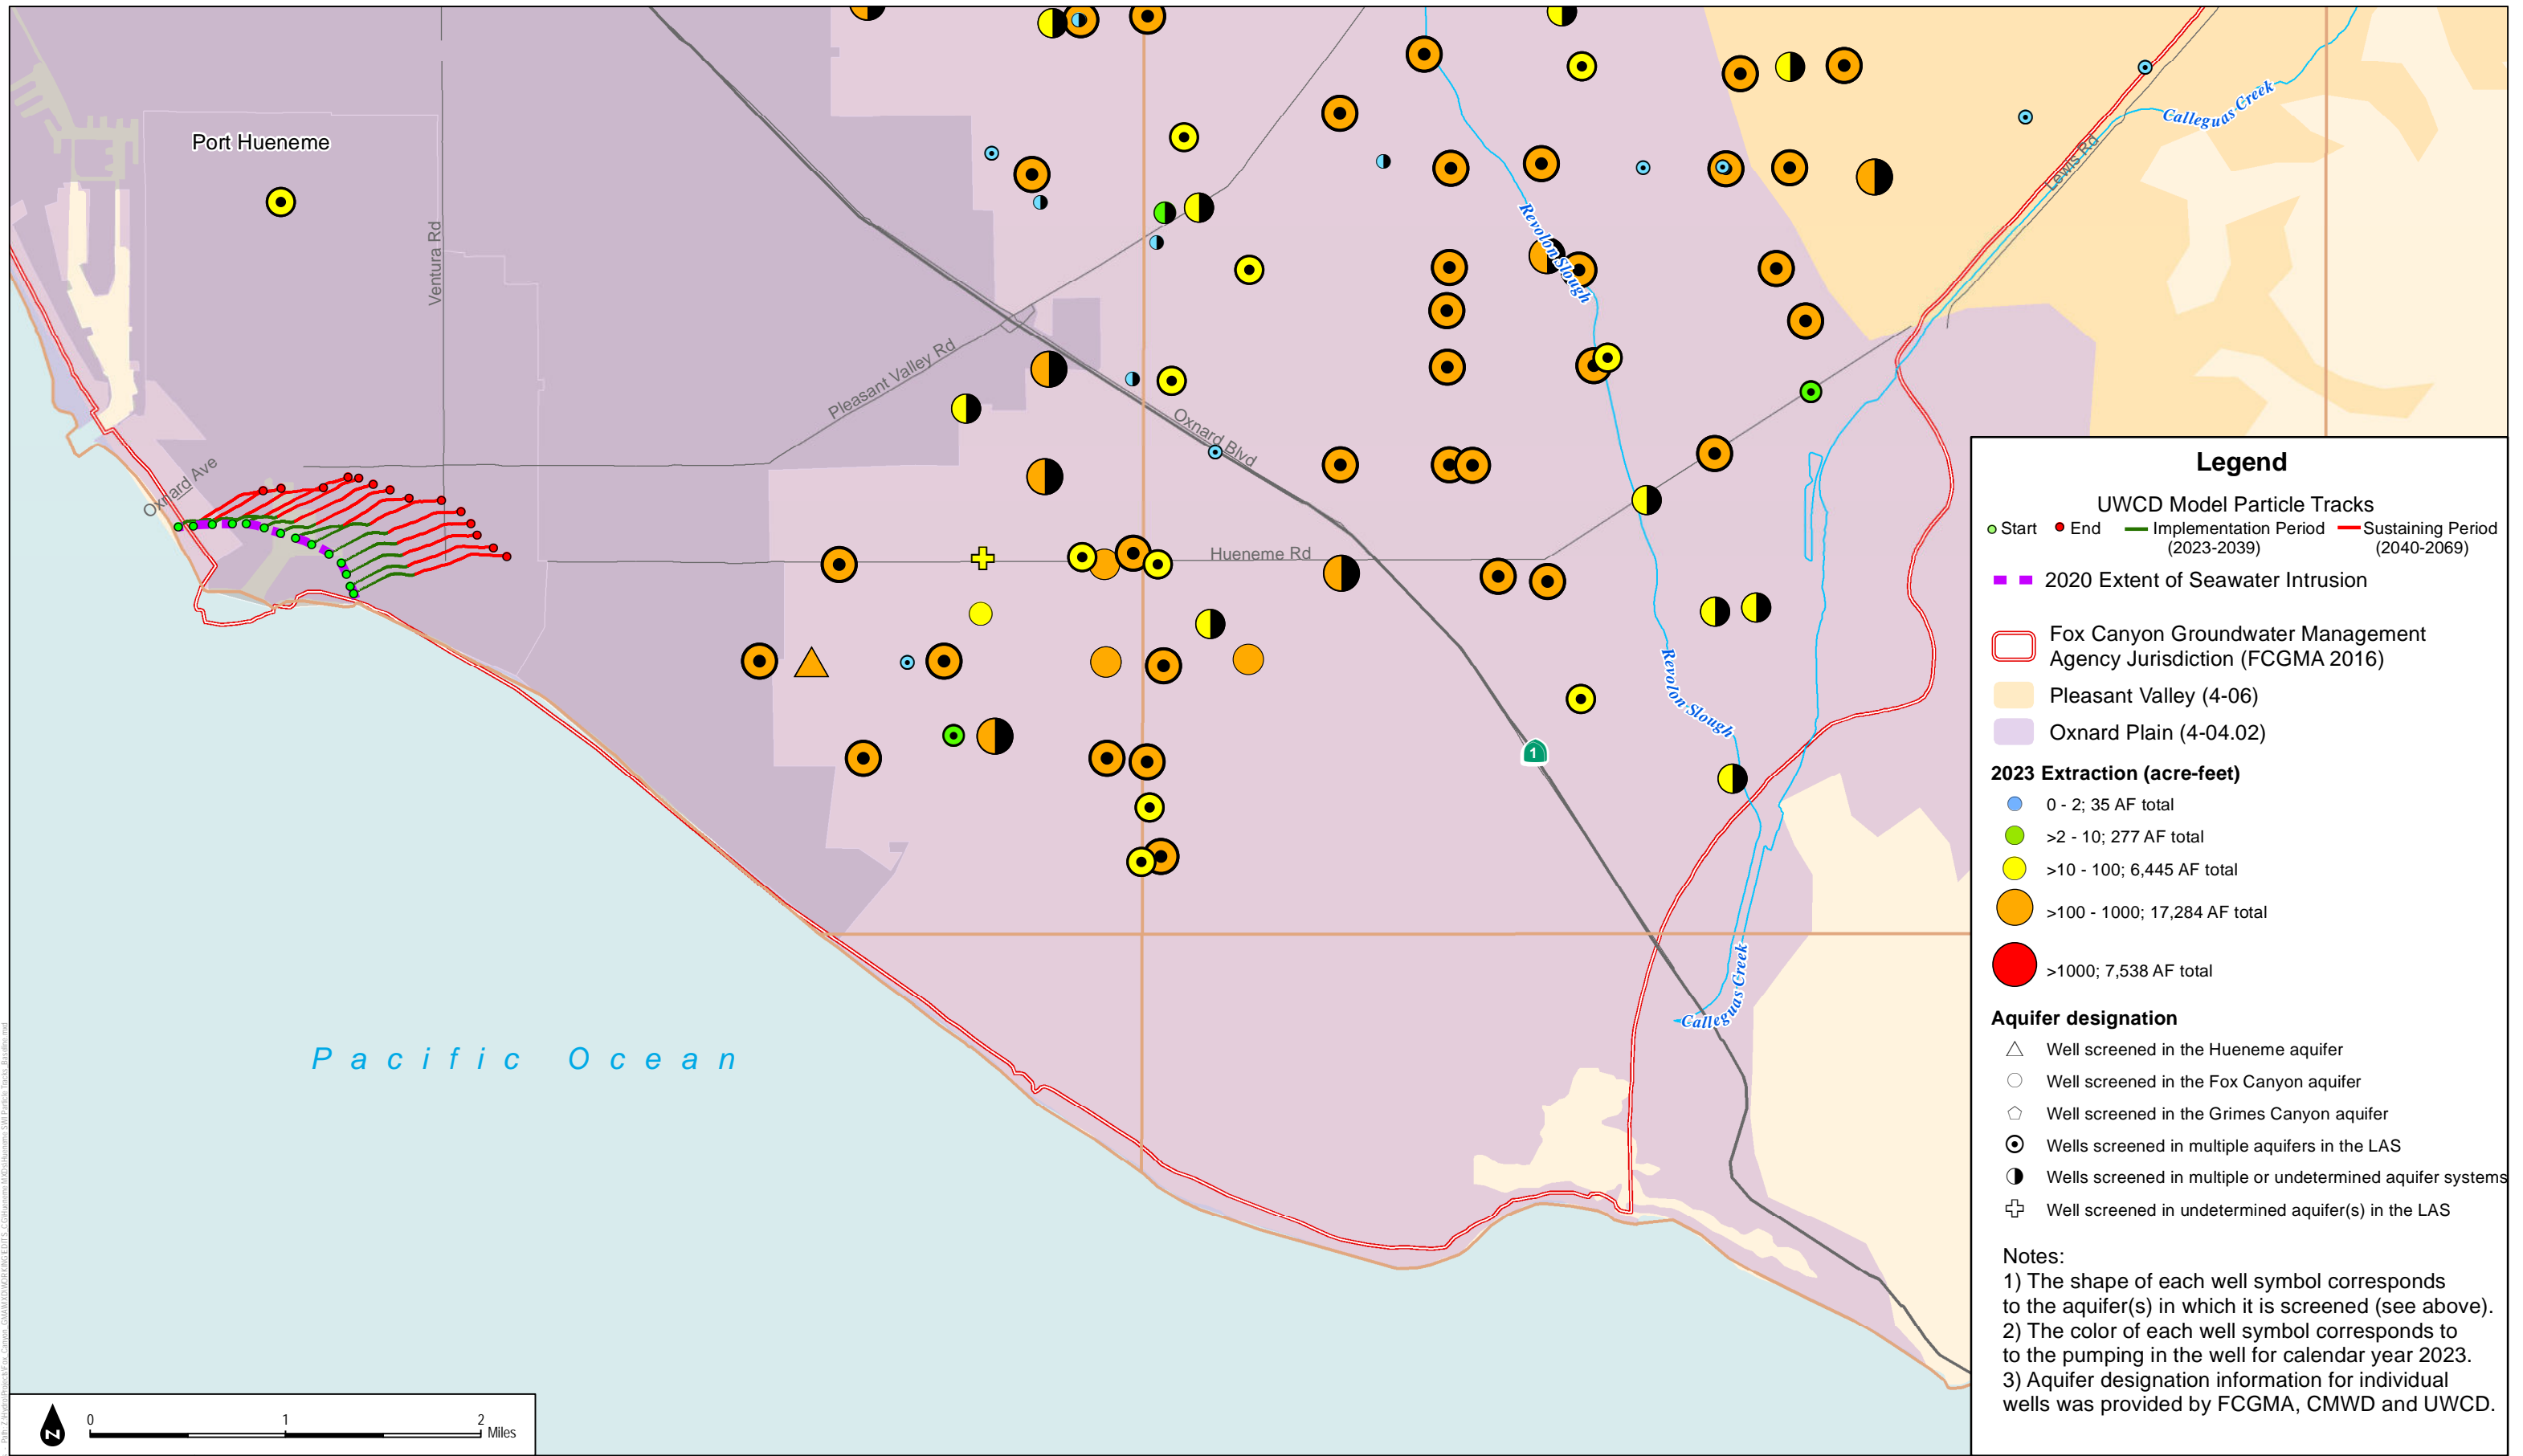 Port Hueneme
Ventura Rd
Oxnard Ave
Pleasant Valley Rd
Oxnard Blvd
Hueneme Rd
Lewis Rd
Calleguas Creek
Revolon Slough
Revolon Slough
1
Calleguas Creek
Pacific Ocean
N
0 1 2
Miles
Legend
UWCD Model Particle Tracks
Start End Implementation Period Sustaining Period
(2023-2039) (2040-2069)
2020 Extent of Seawater Intrusion
Fox Canyon Groundwater Management
Agency Jurisdiction (FCGMA 2016)
Pleasant Valley (4-06)
Oxnard Plain (4-04.02)
2023 Extraction (acre-feet)
0 - 2; 35 AF total
>2 - 10; 277 AF total
>10 - 100; 6,445 AF total
>100 - 1000; 17,284 AF total
>1000; 7,538 AF total
Aquifer designation
Well screened in the Hueneme aquifer
Well screened in the Fox Canyon aquifer
Well screened in the Grimes Canyon aquifer
Wells screened in multiple aquifers in the LAS
Wells screened in multiple or undetermined aquifer systems
Well screened in undetermined aquifer(s) in the LAS
Notes:
1) The shape of each well symbol corresponds
to the aquifer(s) in which it is screened (see above).
2) The color of each well symbol corresponds to
to the pumping in the well for calendar year 2023.
3) Aquifer designation information for individual
wells was provided by FCGMA, CMWD and UWCD.